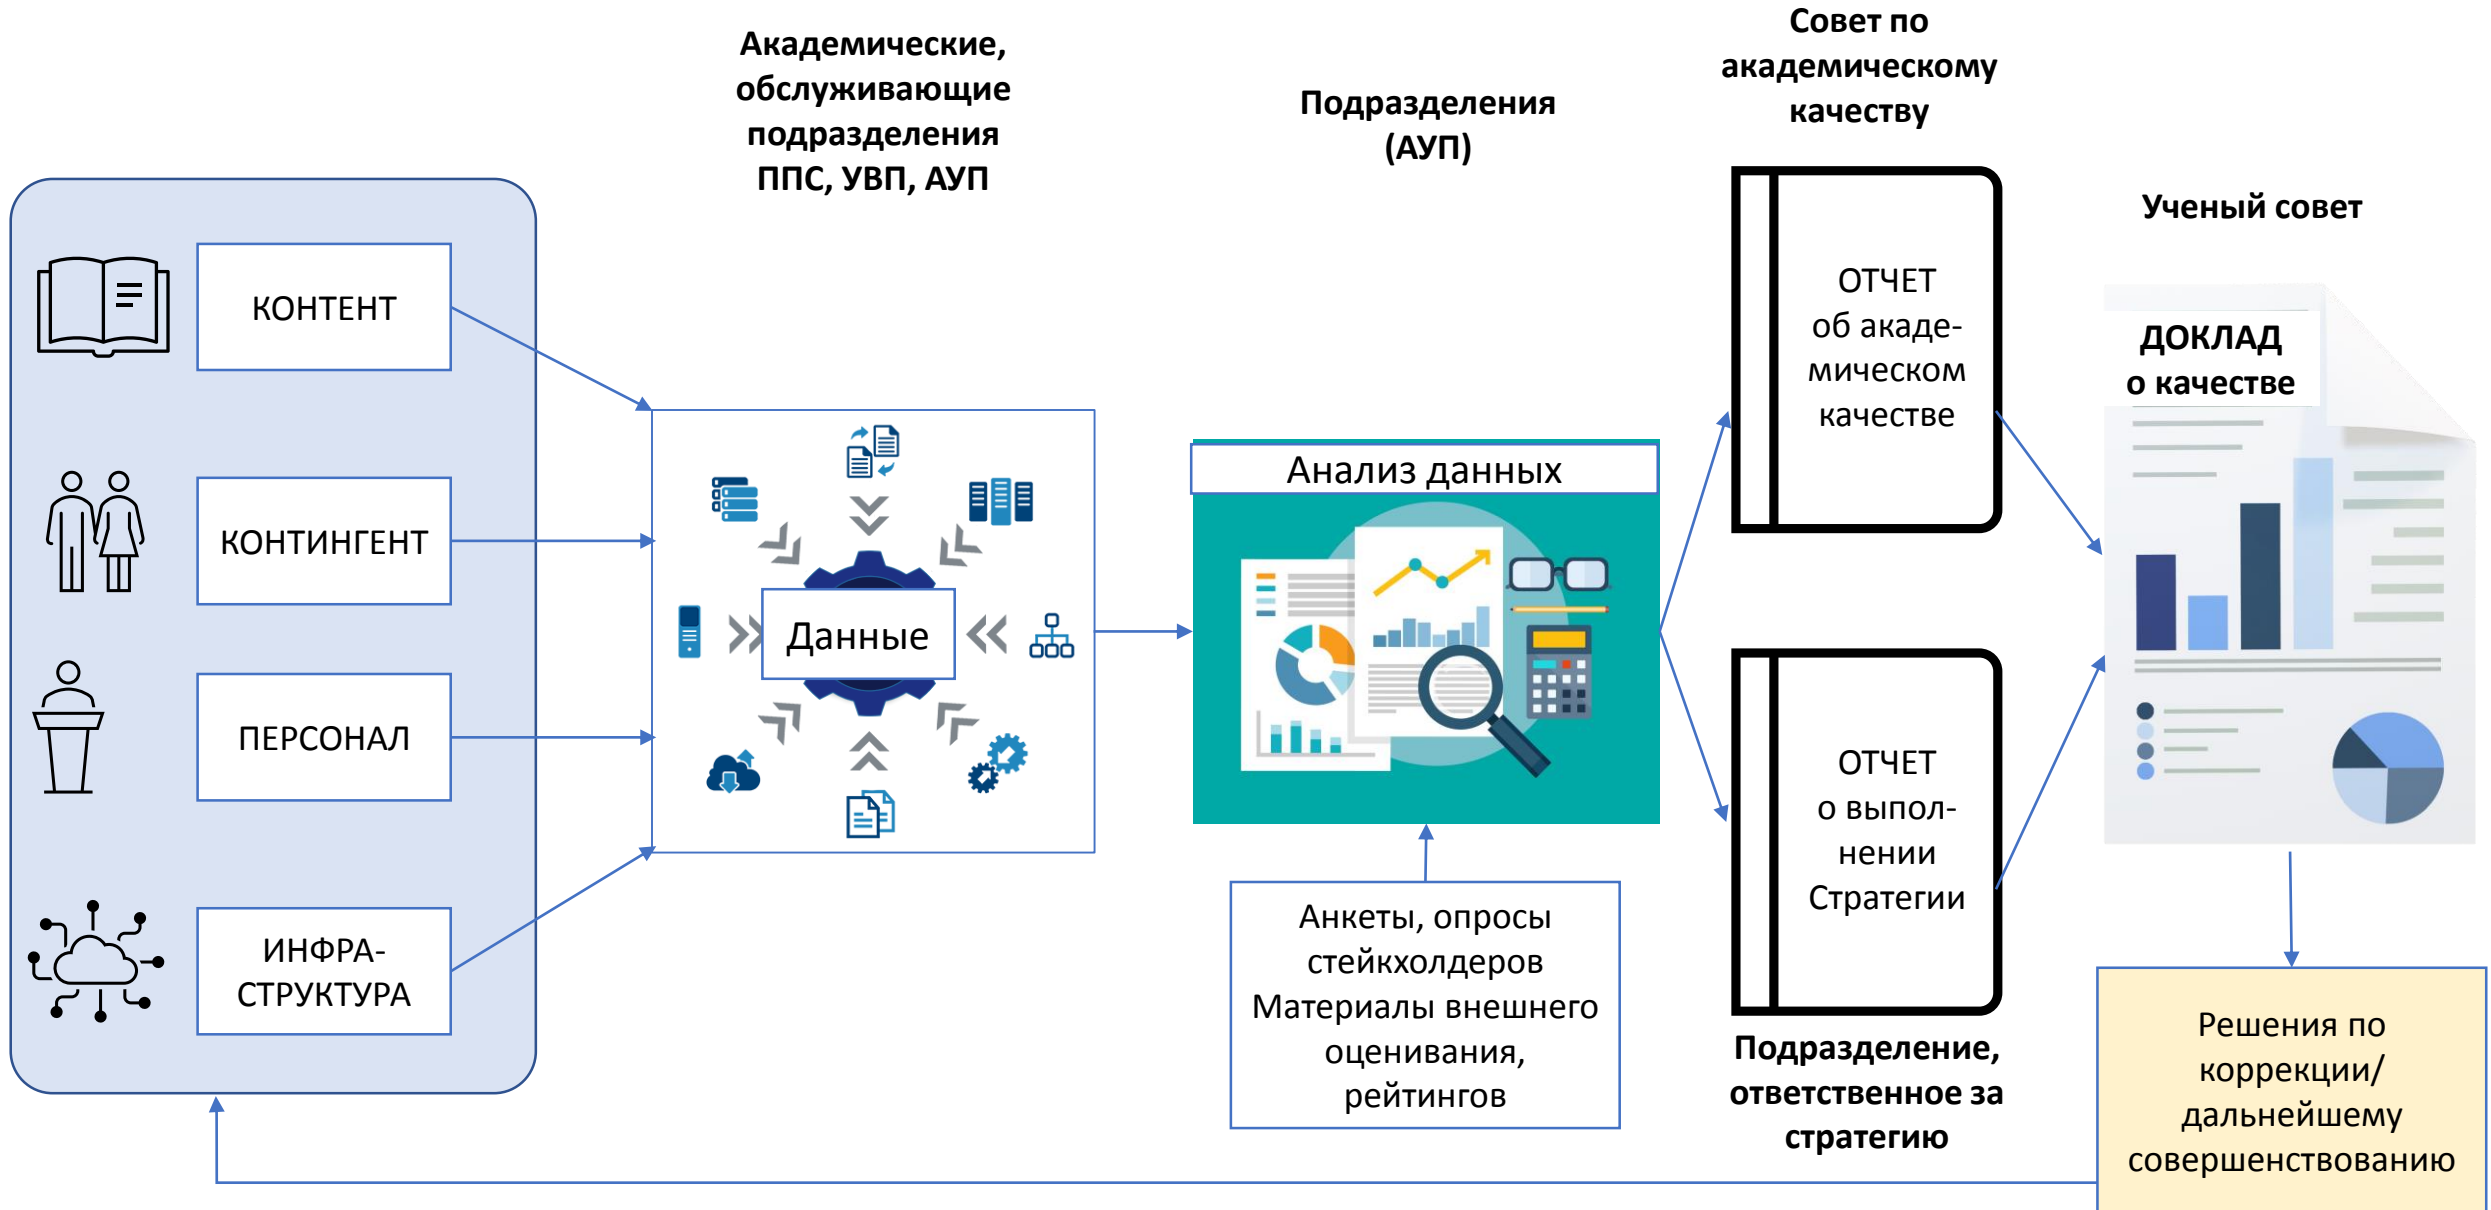 Академические,
обслуживающие
подразделения
ППС, УВП, АУП
Подразделения
(АУП)
Совет по
академическому
качеству
Ученый совет
КОНТЕНТ
КОНТИНГЕНТ
ПЕРСОНАЛ
ИНФРА-
СТРУКТУРА
Данные
Анализ данных
Анкеты, опросы
стейкхолдеров
Материалы внешнего
оценивания,
рейтингов
ОТЧЕТ
об акаде-
мическом
качестве
ОТЧЕТ
о выпол-
нении
Стратегии
Подразделение,
ответственное за
стратегию
ДОКЛАД
о качестве
Решения по
коррекции/
дальнейшему
совершенствованию